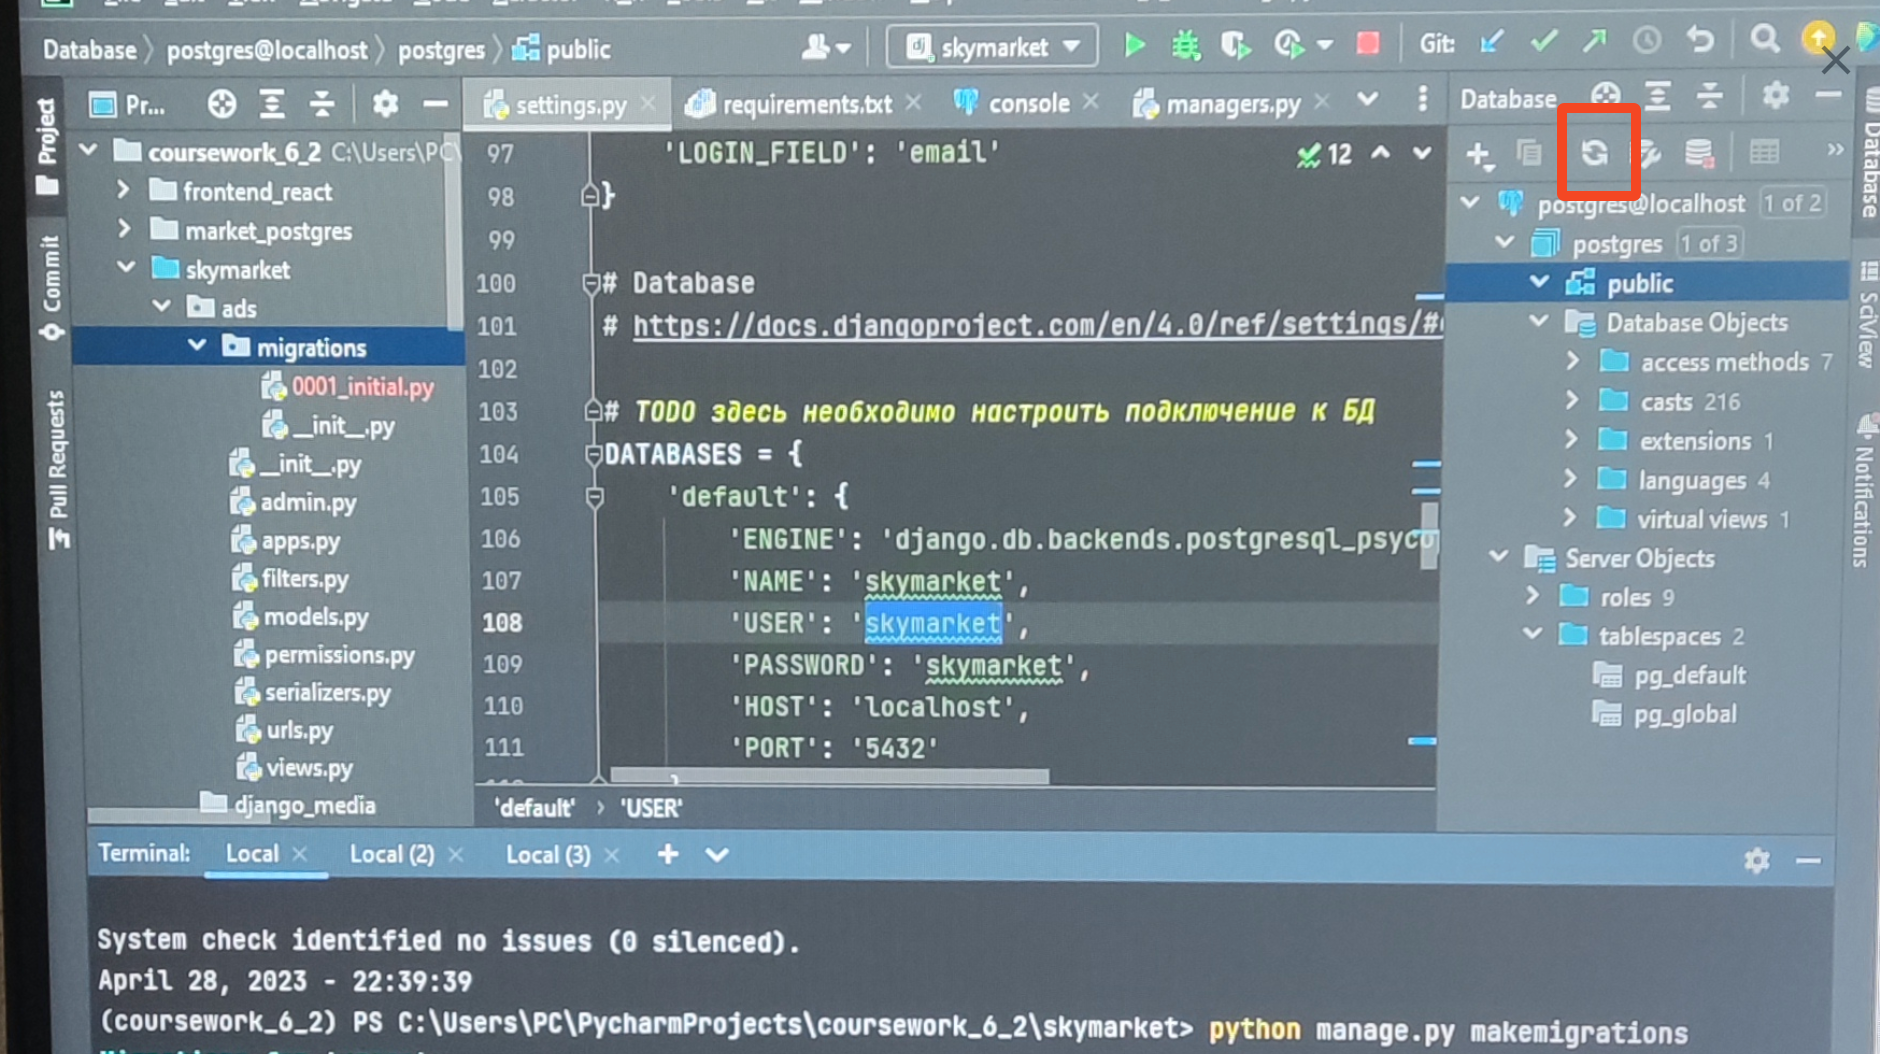 Database
postgres@localhost
postgres
public
skymarket
Git:
Pr...
settings.py
requirements.txt
console
managers.py
Database
Project
Commit
Pull Requests
coursework_6_2 C:\Users\PC\
frontend_react
market_postgres
skymarket
ads
migrations
0001_initial.py
__init__.py
__init__.py
admin.py
apps.py
filters.py
models.py
permissions.py
serializers.py
urls.py
views.py
django_media
12
97 'LOGIN_FIELD': 'email'
98 }
99
100 # Database
101 # https://docs.djangoproject.com/en/4.0/ref/settings/#
102
103 # TODO здесь необходимо настроить подключение к БД
104 DATABASES = {
105 'default': {
106 'ENGINE': 'django.db.backends.postgresql_psyco
107 'NAME': 'skymarket',
108 'USER': 'skymarket',
109 'PASSWORD': 'skymarket',
110 'HOST': 'localhost',
111 'PORT': '5432'
'default' › 'USER'
postgres@localhost 1 of 2
postgres 1 of 3
public
Database Objects
access methods 7
casts 216
extensions 1
languages 4
virtual views 1
Server Objects
roles 9
tablespaces 2
pg_default
pg_global
Database
SciView
Notifications
Terminal: Local Local (2) Local (3)
System check identified no issues (0 silenced).
April 28, 2023 - 22:39:39
(coursework_6_2) PS C:\Users\PC\PycharmProjects\coursework_6_2\skymarket> python manage.py makemigrations